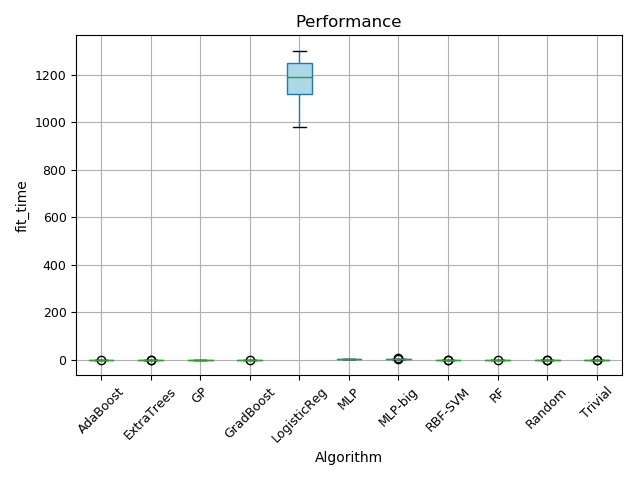 Performance
fit_time
1200
1000
800
600
400
200
0
AdaBoost
ExtraTrees
GP
GradBoost
LogisticReg
MLP
MLP-big
RBF-SVM
RF
Random
Trivial
Algorithm